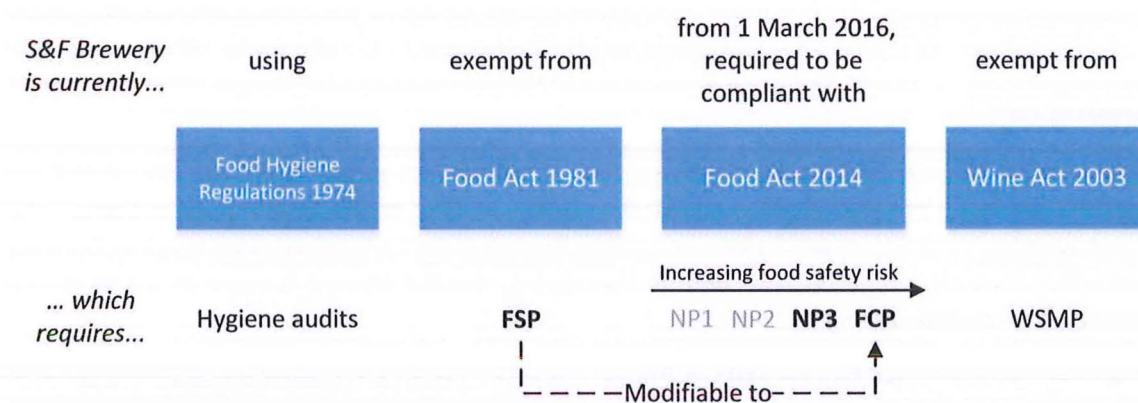 S&F Brewery
is currently...
using
exempt from
from 1 March 2016,
required to be
compliant with
exempt from
Food Hygiene
Regulations 1974
Food Act 1981
Food Act 2014
Wine Act 2003
... which
requires...
Hygiene audits
FSP
Increasing food safety risk
NP1 NP2 NP3 FCP
WSMP
Modifiable to